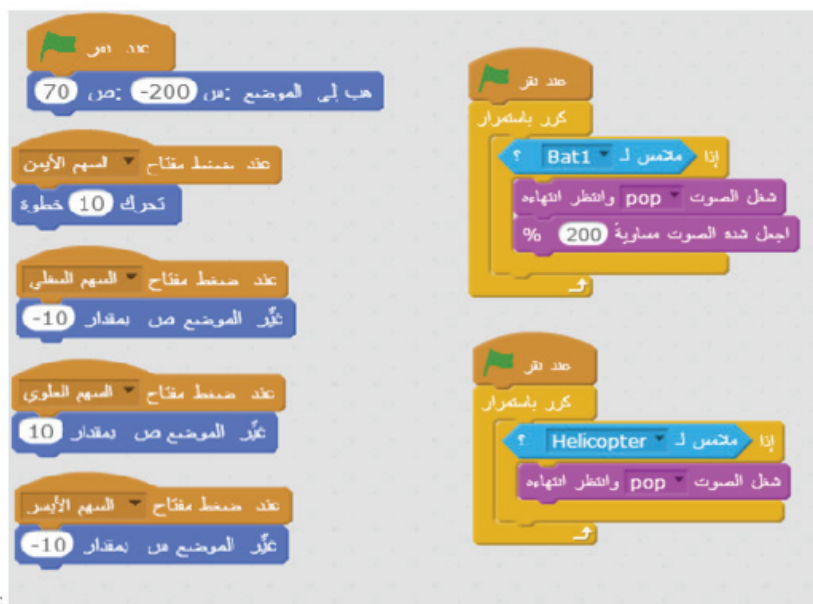 عند نقر
هب إلى الموضع :س -200 :ص 70
عند ضغط مفتاح السهم الأيمن
تحرك 10 خطوة
عند ضغط مفتاح السهم السفلي
غيِّر الموضع ص بمقدار -10
عند ضغط مفتاح السهم العلوي
غيِّر الموضع ص بمقدار 10
عند ضغط مفتاح السهم الأيسر
غيِّر الموضع س بمقدار -10
عند نقر
كرر باستمرار
إذا ملامس لـ Bat1 ؟
شغل الصوت pop وانتظر انتهاءه
اجعل شده الصوت مساوية 200 %
عند نقر
كرر باستمرار
إذا ملامس لـ Helicopter ؟
شغل الصوت pop وانتظر انتهاءه